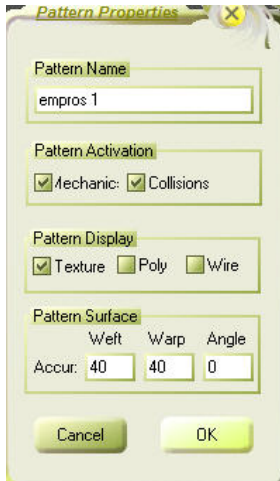 Pattern Properties
Pattern Name
empros 1
Pattern Activation
Mechanic: Collisions
Pattern Display
Texture Poly Wire
Pattern Surface
Weft Warp Angle
Accur: 40 40 0
Cancel OK